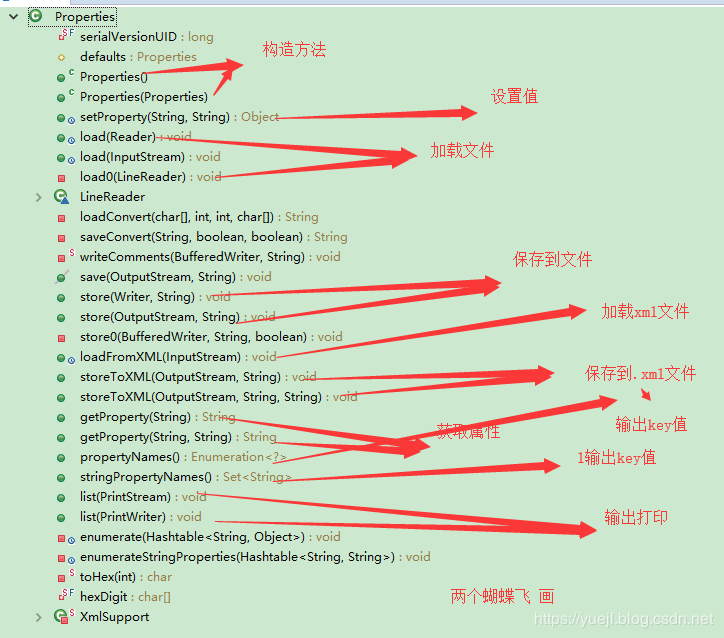 Properties
serialVersionUID : long
defaults : Properties
构造方法
Properties()
Properties(Properties)
设置值
setProperty(String, String) : Object
load(Reader) : void
加载文件
load(InputStream) : void
load0(LineReader) : void
LineReader
loadConvert(char[], int, int, char[]) : String
saveConvert(String, boolean, boolean) : String
writeComments(BufferedWriter, String) : void
保存到文件
save(OutputStream, String) : void
store(Writer, String) : void
加载xml文件
store(OutputStream, String) : void
store0(BufferedWriter, String, boolean) : void
loadFromXML(InputStream) : void
保存到.xml文件
storeToXML(OutputStream, String) : void
storeToXML(OutputStream, String, String) : void
getProperty(String) : String
输出key值
获取属性
getProperty(String, String) : String
propertyNames() : Enumeration<?>
1输出key值
stringPropertyNames() : Set<String>
list(PrintStream) : void
输出打印
list(PrintWriter) : void
enumerate(Hashtable<String, Object>) : void
enumerateStringProperties(Hashtable<String, String>) : void
toHex(int) : char
hexDigit : char[]
两个蝴蝶飞 画
XmlSupport
https://yuejl.blog.csdn.net